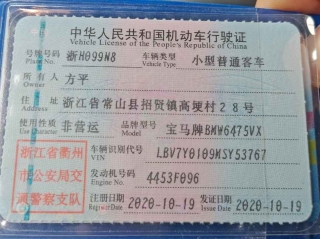 中华人民共和国机动车行驶证
Vehicle License of the People's Republic of China
号牌号码 浙H099N8 车辆类型 小型普通客车
Plate No. Vehicle Type
所有人 方平
Owner
住址 浙江省常山县招贤镇高埂村28号
Address
使用性质 非营运 品牌型号 宝马牌BMW6475VX
Use Character Model
浙江省衢州 车辆识别代号 LBV7Y0109MSY53767
VIN
市公安局交 发动机号码 4453F096
Engine No.
通警察支队 注册日期 2020-10-19 发证日期 2020-10-19
Register Date Issue Date